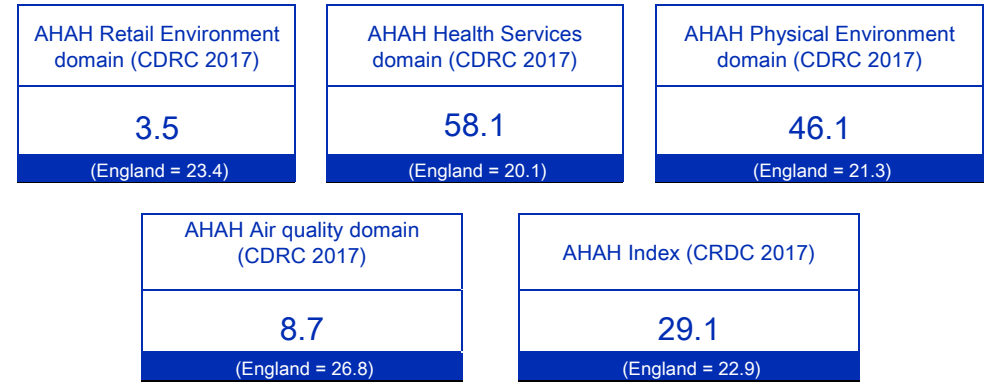 AHAH Retail Environment
domain (CDRC 2017)
3.5
(England = 23.4)
AHAH Health Services
domain (CDRC 2017)
58.1
(England = 20.1)
AHAH Physical Environment
domain (CDRC 2017)
46.1
(England = 21.3)
AHAH Air quality domain
(CDRC 2017)
8.7
(England = 26.8)
AHAH Index (CRDC 2017)
29.1
(England = 22.9)